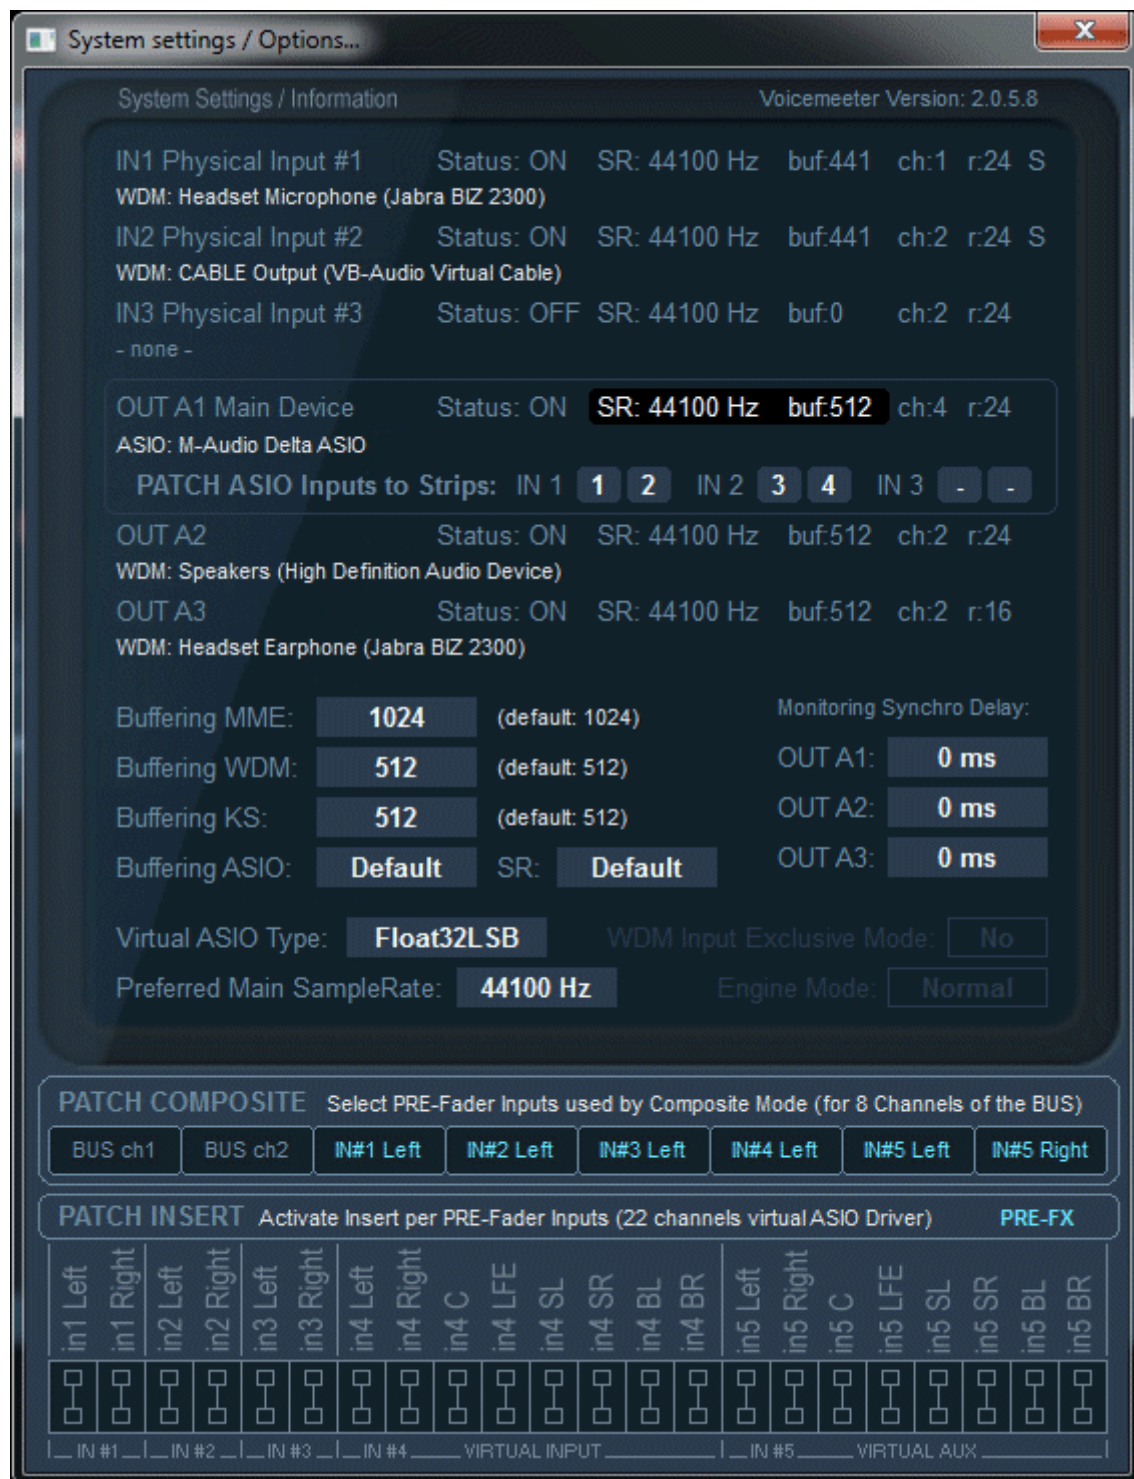 System settings / Options...
System Settings / Information Voicemeeter Version: 2.0.5.8
IN1 Physical Input #1 Status: ON SR: 44100 Hz buf:441 ch:1 r:24 S
WDM: Headset Microphone (Jabra BIZ 2300)
IN2 Physical Input #2 Status: ON SR: 44100 Hz buf:441 ch:2 r:24 S
WDM: CABLE Output (VB-Audio Virtual Cable)
IN3 Physical Input #3 Status: OFF SR: 44100 Hz buf:0 ch:2 r:24
- none -
OUT A1 Main Device Status: ON SR: 44100 Hz buf:512 ch:4 r:24
ASIO: M-Audio Delta ASIO
PATCH ASIO Inputs to Strips: IN 1 1 2 IN 2 3 4 IN 3 - -
OUT A2 Status: ON SR: 44100 Hz buf:512 ch:2 r:24
WDM: Speakers (High Definition Audio Device)
OUT A3 Status: ON SR: 44100 Hz buf:512 ch:2 r:16
WDM: Headset Earphone (Jabra BIZ 2300)
Monitoring Synchro Delay:
Buffering MME: 1024 (default: 1024)
Buffering WDM: 512 (default: 512) OUT A1: 0 ms
Buffering KS: 512 (default: 512) OUT A2: 0 ms
Buffering ASIO: Default SR: Default OUT A3: 0 ms
Virtual ASIO Type: Float32LSB WDM Input Exclusive Mode: No
Preferred Main SampleRate: 44100 Hz Engine Mode: Normal
PATCH COMPOSITE Select PRE-Fader Inputs used by Composite Mode (for 8 Channels of the BUS)
BUS ch1 BUS ch2 IN#1 Left IN#2 Left IN#3 Left IN#4 Left IN#5 Left IN#5 Right
PATCH INSERT Activate Insert per PRE-Fader Inputs (22 channels virtual ASIO Driver) PRE-FX
in1 Left in1 Right in2 Left in2 Right in3 Left in3 Right in4 Left in4 Right in4 C in4 LFE in4 SL in4 SR in4 BL in4 BR in5 Left in5 Right in5 C in5 LFE in5 SL in5 SR in5 BL in5 BR
IN #1 IN #2 IN #3 IN #4 VIRTUAL INPUT IN #5 VIRTUAL AUX